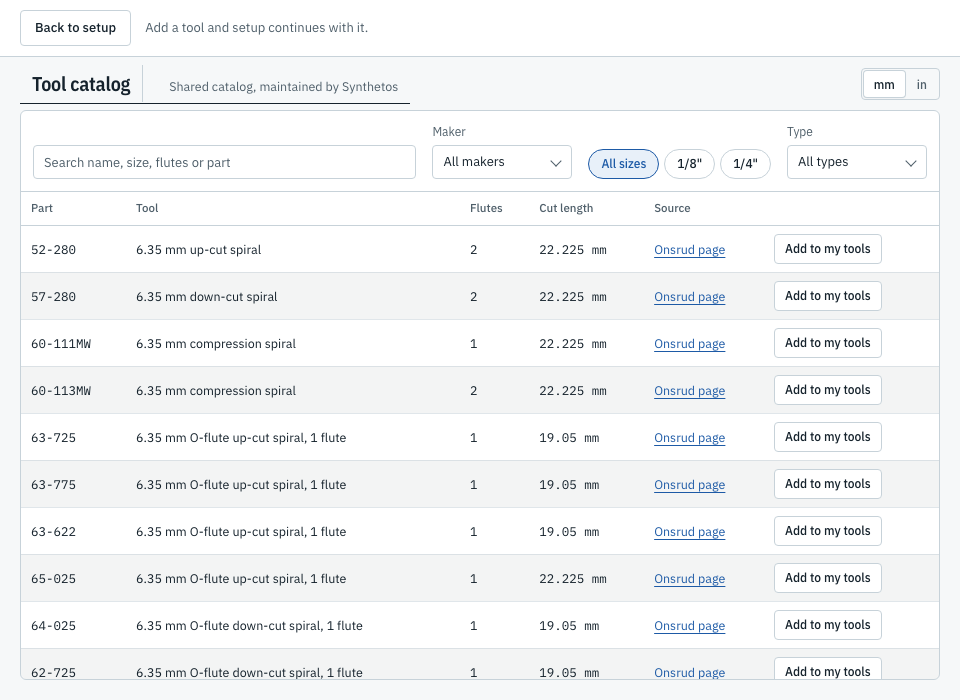 Back to setup Add a tool and setup continues with it.
Tool catalog Shared catalog, maintained by Synthetos mm in
Maker Type
Search name, size, flutes or part All makers All sizes 1/8" 1/4" All types
Part Tool Flutes Cut length Source
52-280 6.35 mm up-cut spiral 2 22.225 mm Onsrud page Add to my tools
57-280 6.35 mm down-cut spiral 2 22.225 mm Onsrud page Add to my tools
60-111MW 6.35 mm compression spiral 1 22.225 mm Onsrud page Add to my tools
60-113MW 6.35 mm compression spiral 2 22.225 mm Onsrud page Add to my tools
63-725 6.35 mm O-flute up-cut spiral, 1 flute 1 19.05 mm Onsrud page Add to my tools
63-775 6.35 mm O-flute up-cut spiral, 1 flute 1 19.05 mm Onsrud page Add to my tools
63-622 6.35 mm O-flute up-cut spiral, 1 flute 1 19.05 mm Onsrud page Add to my tools
65-025 6.35 mm O-flute up-cut spiral, 1 flute 1 22.225 mm Onsrud page Add to my tools
64-025 6.35 mm O-flute down-cut spiral, 1 flute 1 19.05 mm Onsrud page Add to my tools
62-725 6.35 mm O-flute down-cut spiral, 1 flute 1 19.05 mm Onsrud page Add to my tools